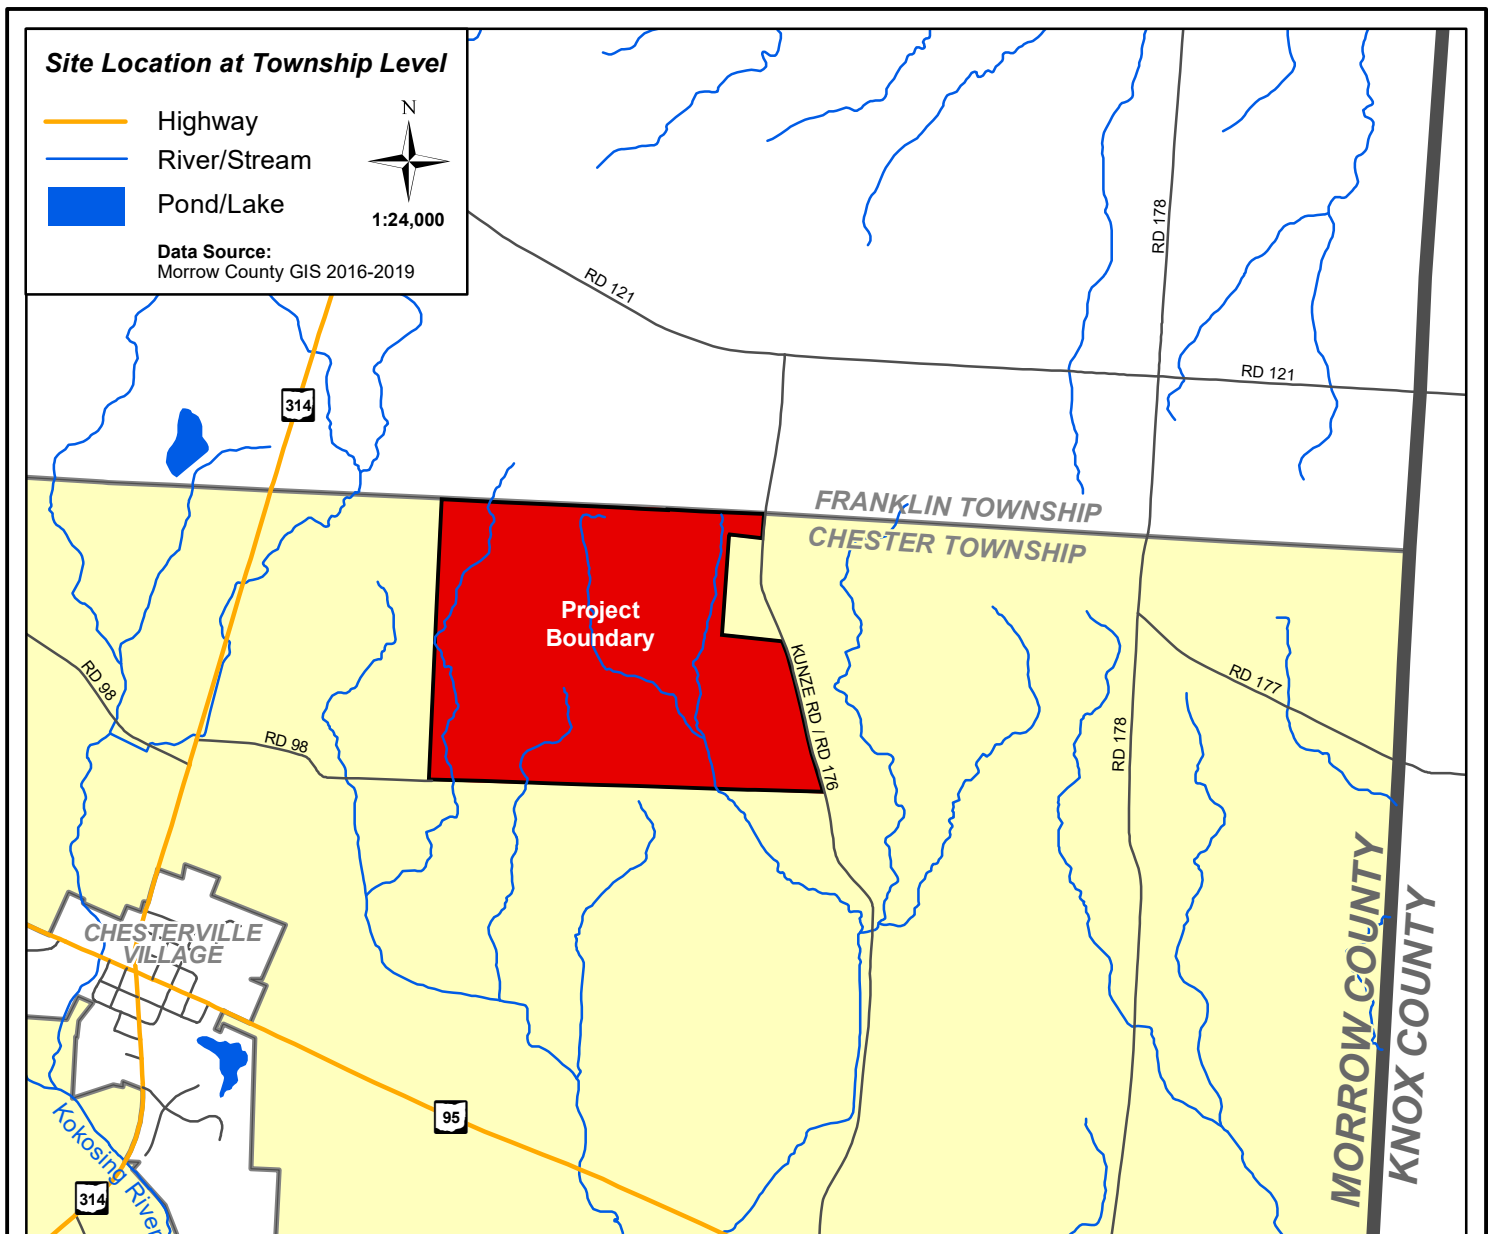 Site Location at Township Level
Highway
River/Stream
Pond/Lake
N
1:24,000
Data Source:
Morrow County GIS 2016-2019
RD 121
RD 178
RD 121
314
FRANKLIN TOWNSHIP
CHESTER TOWNSHIP
Project
Boundary
RD 98
RD 98
KUNZE RD / RD 176
RD 177
RD 178
CHESTERVILLE
VILLAGE
MORROW COUNTY
KNOX COUNTY
95
Kokosing River
314